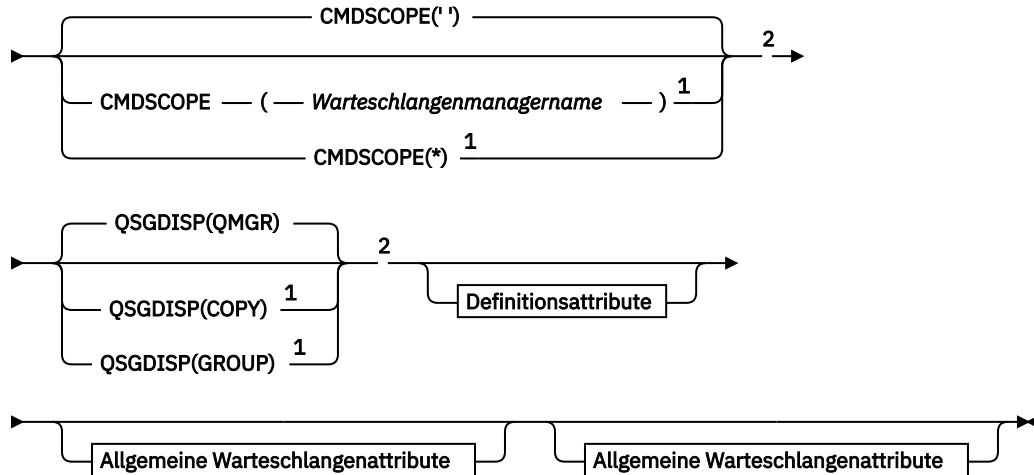 CMDSCOPE(' ')
2
CMDSCOPE ( Warteschlangenmanagername ) 1
CMDSCOPE(*) 1
QSGDISP(QMGR)
2
QSGDISP(COPY) 1
Definitionsattribute
QSGDISP(GROUP) 1
Allgemeine Warteschlangenattribute Allgemeine Warteschlangenattribute